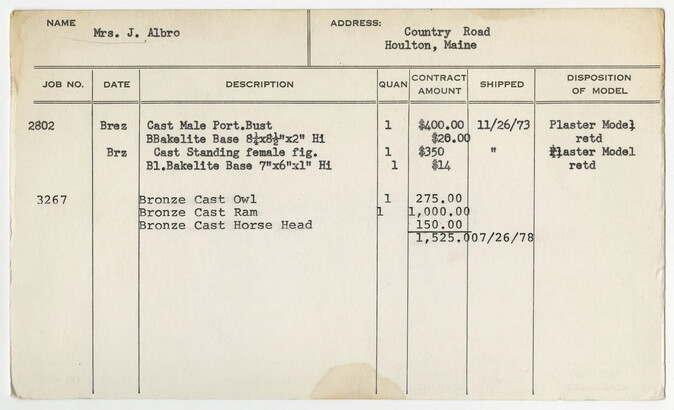 NAME
Mrs. J. Albro
ADDRESS:
Country Road
Houlton, Maine
JOB NO. DATE DESCRIPTION QUAN CONTRACT AMOUNT SHIPPED DISPOSITION OF MODEL
2802 Brez Cast Male Port.Bust 1 $400.00 11/26/73 Plaster Model
BBakelite Base 8½x8½"x2" Hi $28.00 retd
Brz Cast Standing female fig. 1 $350 " Plaster Model
Bl.Bakelite Base 7"x6"x1" Hi 1 $14 retd
3267 Bronze Cast Owl 1 275.00
Bronze Cast Ram 1 1,000.00
Bronze Cast Horse Head 150.00
1,525.007/26/78